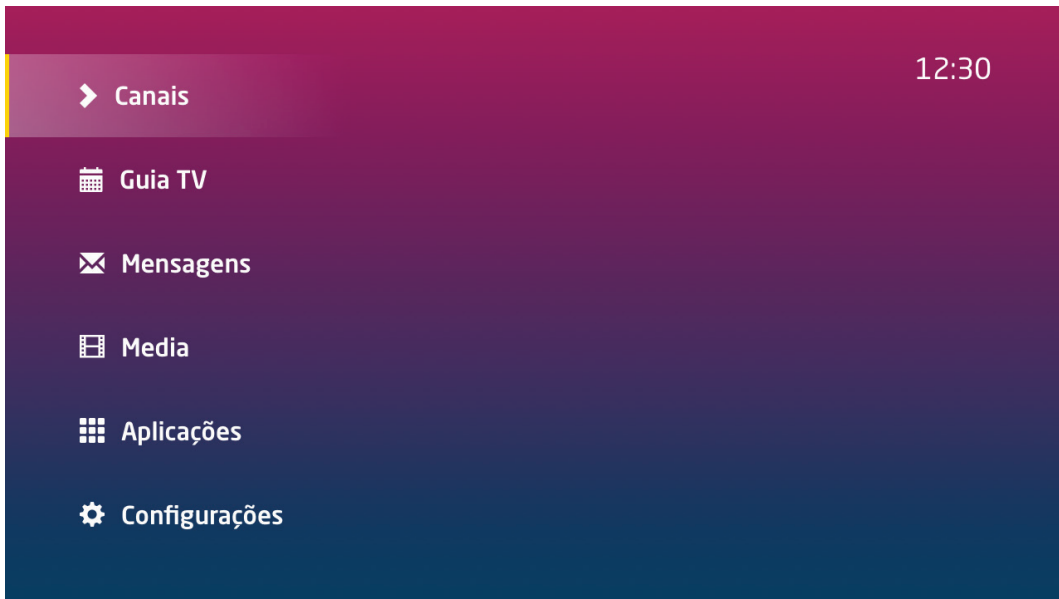 12:30
Canais
Guia TV
Mensagens
Media
Aplicações
Configurações